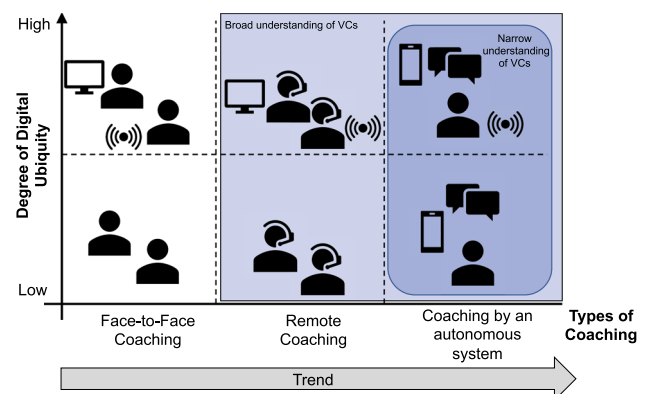 High
Broad understanding of VCs
Narrow
understanding
of VCs
Degree of Digital
Ubiquity
Low
Face-to-Face
Coaching
Remote
Coaching
Coaching by an
autonomous
system
Types of
Coaching
Trend